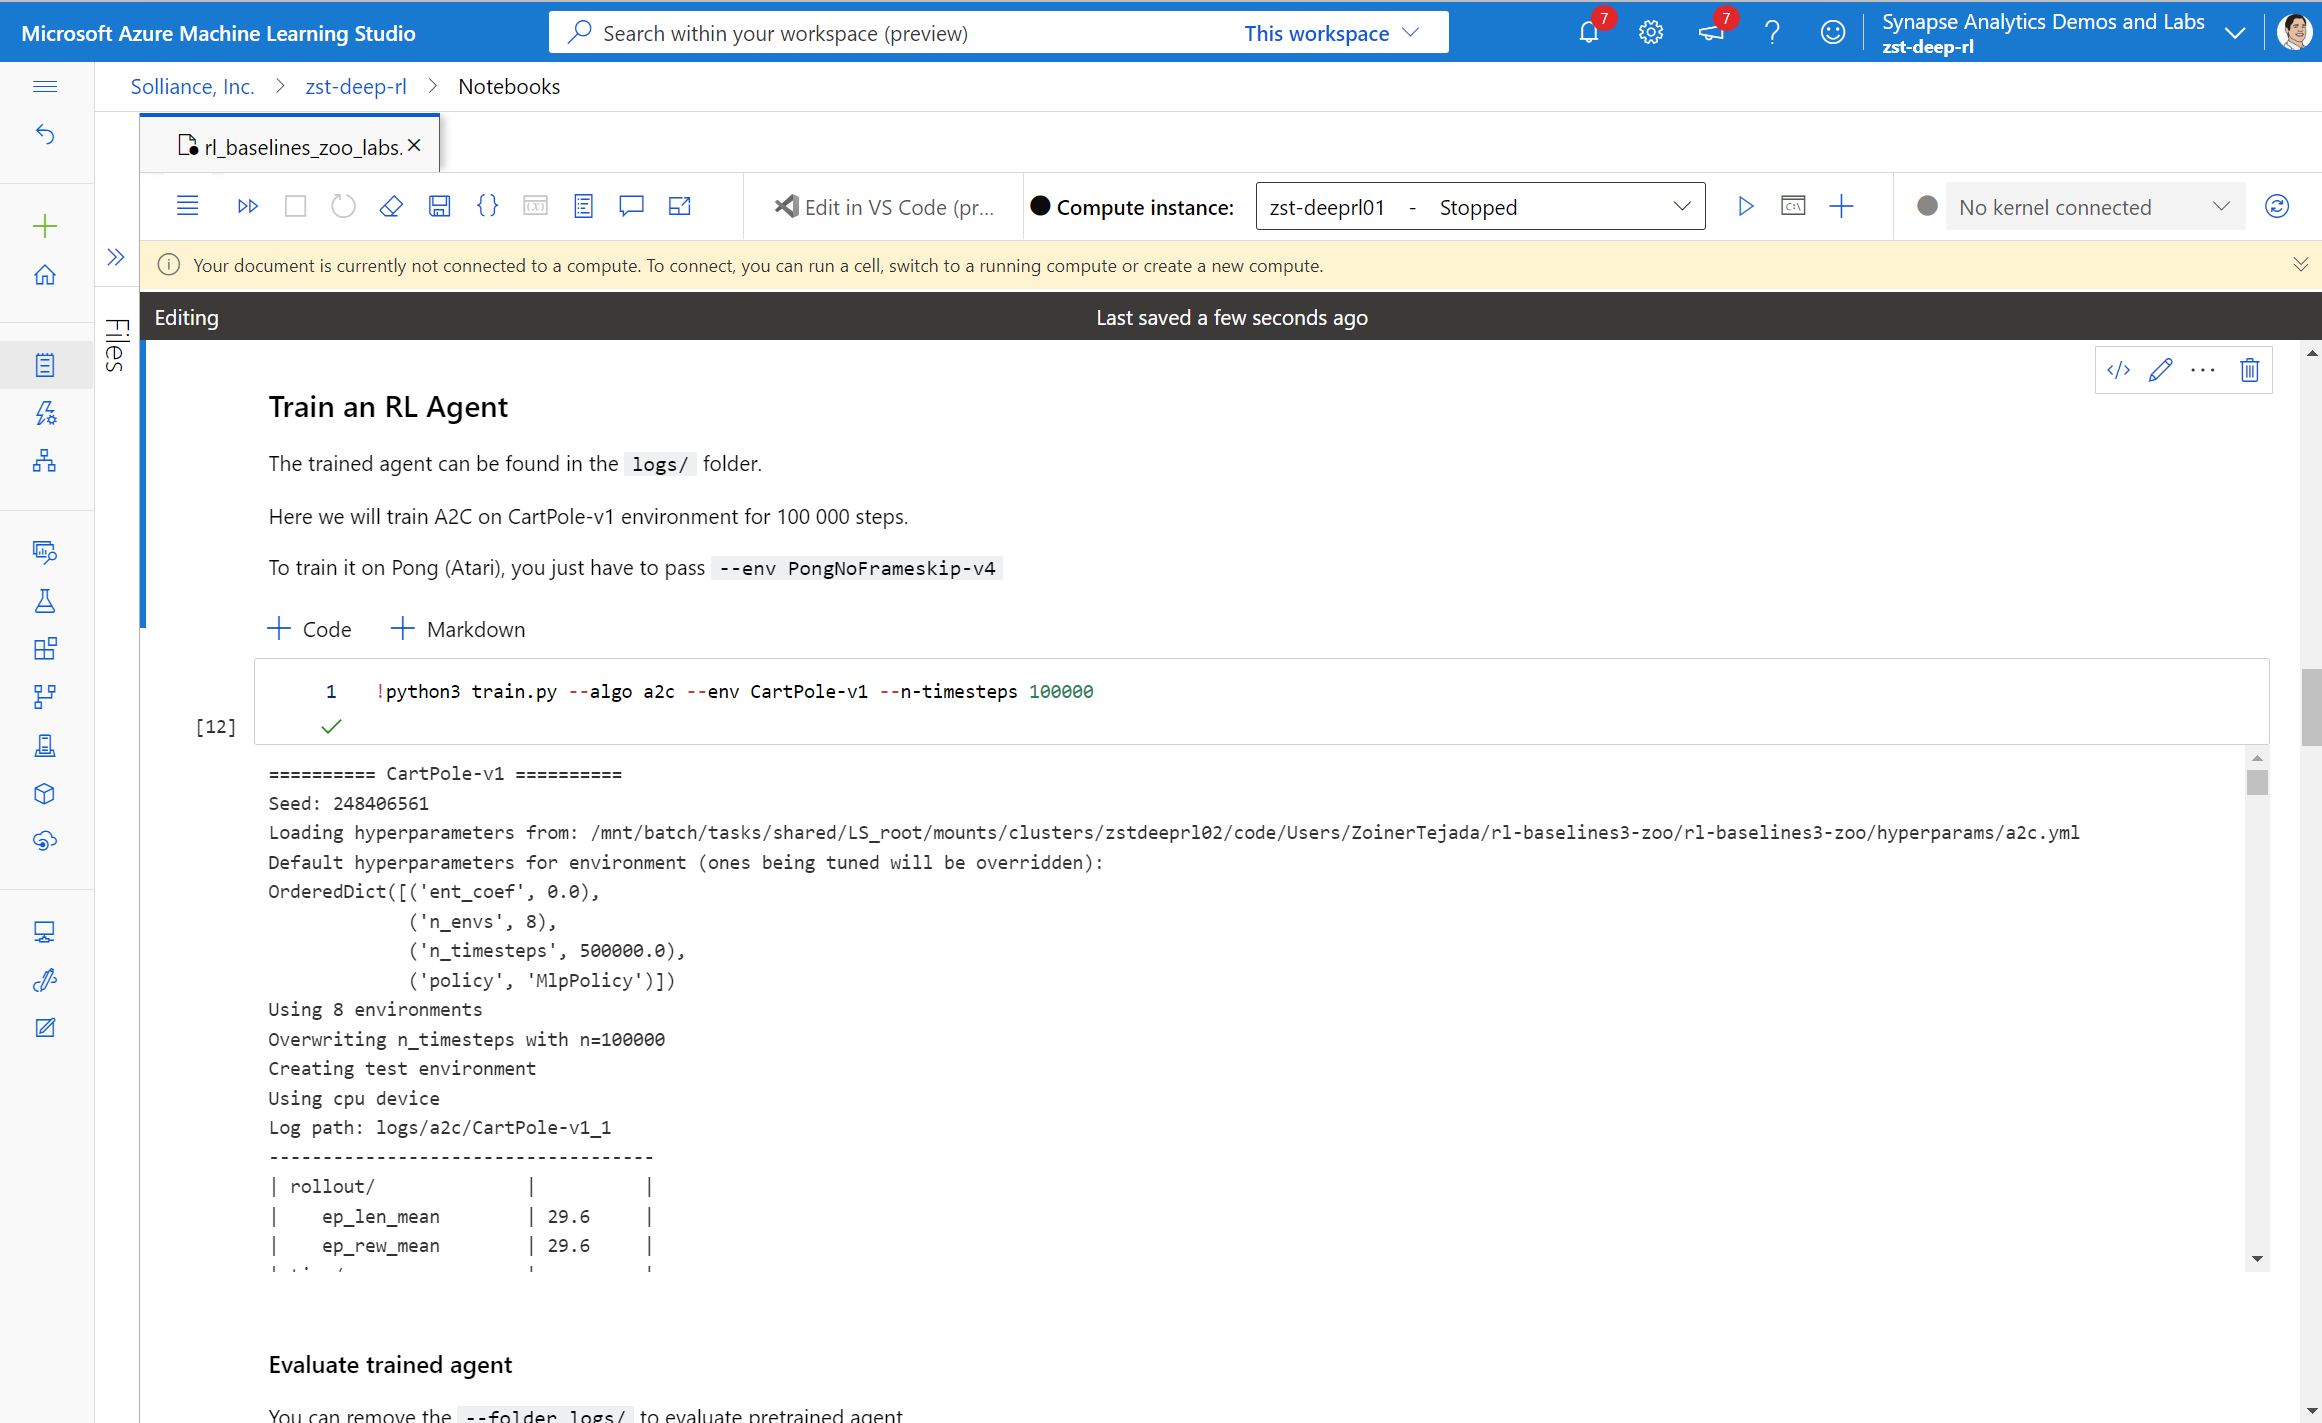 Microsoft Azure Machine Learning Studio
Search within your workspace (preview)
This workspace
7
7
Synapse Analytics Demos and Labs
zst-deep-rl
Solliance, Inc. > zst-deep-rl > Notebooks
rl_baselines_zoo_labs.
Edit in VS Code (pr...
Compute instance:
zst-deeprl01 - Stopped
No kernel connected
Your document is currently not connected to a compute. To connect, you can run a cell, switch to a running compute or create a new compute.
Files
Editing
Last saved a few seconds ago
Train an RL Agent
The trained agent can be found in the logs/ folder.
Here we will train A2C on CartPole-v1 environment for 100 000 steps.
To train it on Pong (Atari), you just have to pass --env PongNoFrameskip-v4
+ Code + Markdown
1 !python3 train.py --algo a2c --env CartPole-v1 --n-timesteps 100000
[12]
========== CartPole-v1 ==========
Seed: 248406561
Loading hyperparameters from: /mnt/batch/tasks/shared/LS_root/mounts/clusters/zstdeeprl02/code/Users/ZoinerTejada/rl-baselines3-zoo/rl-baselines3-zoo/hyperparams/a2c.yml
Default hyperparameters for environment (ones being tuned will be overridden):
OrderedDict([('ent_coef', 0.0),
('n_envs', 8),
('n_timesteps', 500000.0),
('policy', 'MlpPolicy')])
Using 8 environments
Overwriting n_timesteps with n=100000
Creating test environment
Using cpu device
Log path: logs/a2c/CartPole-v1_1
------------------------------------
| rollout/ | |
| ep_len_mean | 29.6 |
| ep_rew_mean | 29.6 |
Evaluate trained agent
You can remove the --folder logs/ to evaluate pretrained agent